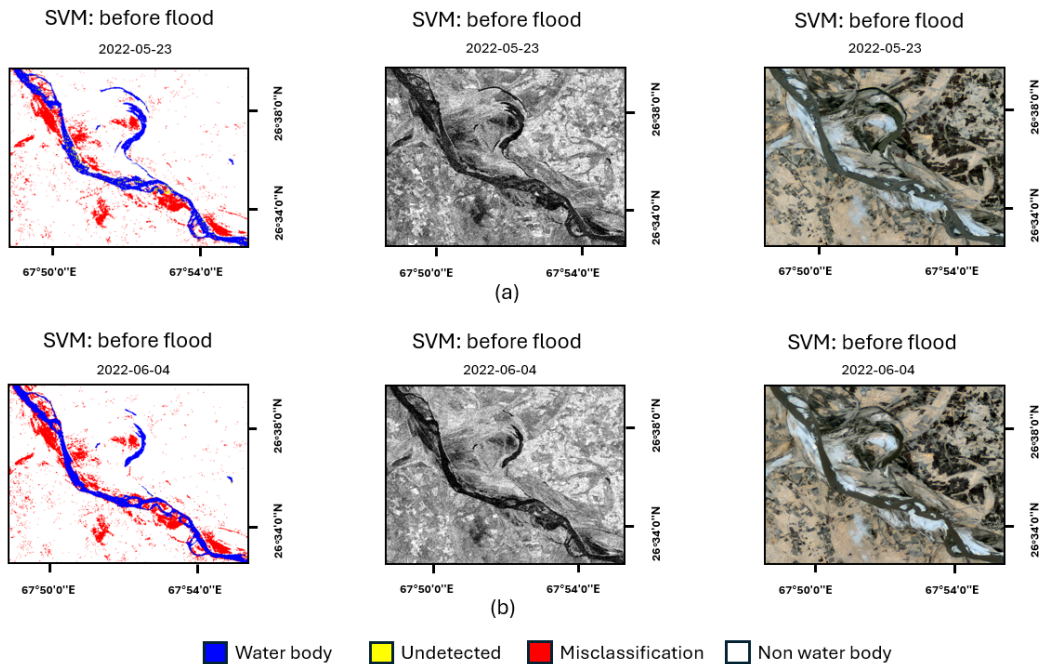 SVM: before flood
SVM: before flood
SVM: before flood
2022-05-23
2022-05-23
2022-05-23
26°38'0"N
26°34'0"N
26°38'0"N
26°34'0"N
26°38'0"N
26°34'0"N
67°50'0"E
67°54'0"E
67°50'0"E
67°54'0"E
67°50'0"E
67°54'0"E
(a)
SVM: before flood
SVM: before flood
SVM: before flood
2022-06-04
2022-06-04
2022-06-04
26°38'0"N
26°34'0"N
26°38'0"N
26°34'0"N
26°38'0"N
26°34'0"N
67°50'0"E
67°54'0"E
67°50'0"E
67°54'0"E
67°50'0"E
67°54'0"E
(b)
Water body
Undetected
Misclassification
Non water body